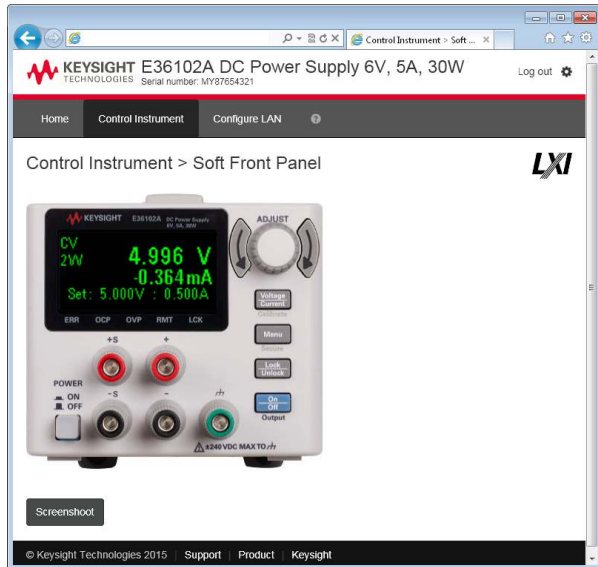 Control Instrument > Soft ...
KEYSIGHT
TECHNOLOGIES
E36102A DC Power Supply 6V, 5A, 30W
Serial number: MY87654321
Log out
Home
Control Instrument
Configure LAN
?
Control Instrument > Soft Front Panel
LXI
KEYSIGHT E36102A DC Power Supply
6V, 5A, 30W
ADJUST
CV
2W
4.996 V
-0.364mA
Set: 5.000V : 0.500A
ERR OCP OVP RMT LCK
Voltage
Current
Calibrate
Menu
Secure
Lock
Unlock
On
Off
Output
+S +
POWER
ON
OFF
-S -
±240 VDC MAX TO
Screenshoot
© Keysight Technologies 2015 | Support | Product | Keysight